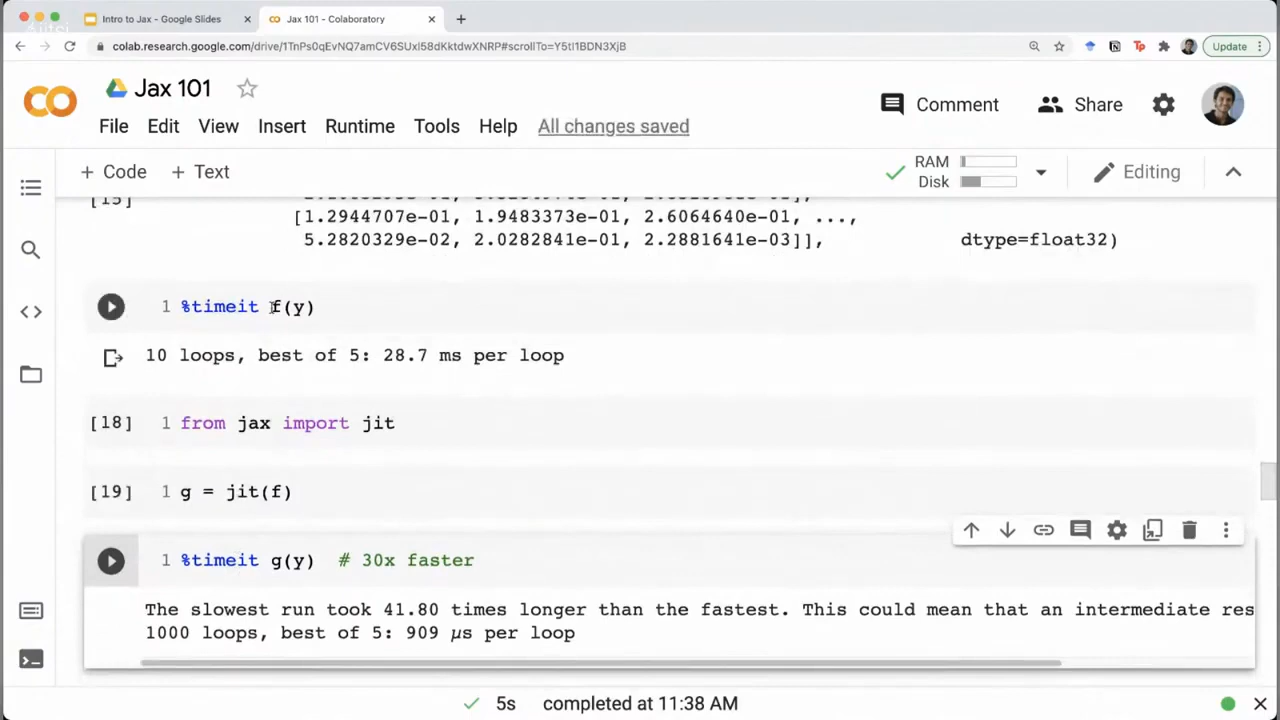 Intro to Jax - Google Slides
Jax 101 - Colaboratory
colab.research.google.com/drive/1TnPs0qEvNQ7amCV6SUxl58dKktdwXNRP#scrollTo=Y5tI1BDN3XjB
Update
Jax 101
Comment
Share
File Edit View Insert Runtime Tools Help All changes saved
+ Code + Text
RAM
Disk
Editing
[15]
[1.2944707e-01, 1.9483373e-01, 2.6064640e-01, ...,
5.2820329e-02, 2.0282841e-01, 2.2881641e-03]], dtype=float32)
1 %timeit f(y)
10 loops, best of 5: 28.7 ms per loop
[18] 1 from jax import jit
[19] 1 g = jit(f)
1 %timeit g(y) # 30x faster
The slowest run took 41.80 times longer than the fastest. This could mean that an intermediate res
1000 loops, best of 5: 909 µs per loop
5s completed at 11:38 AM